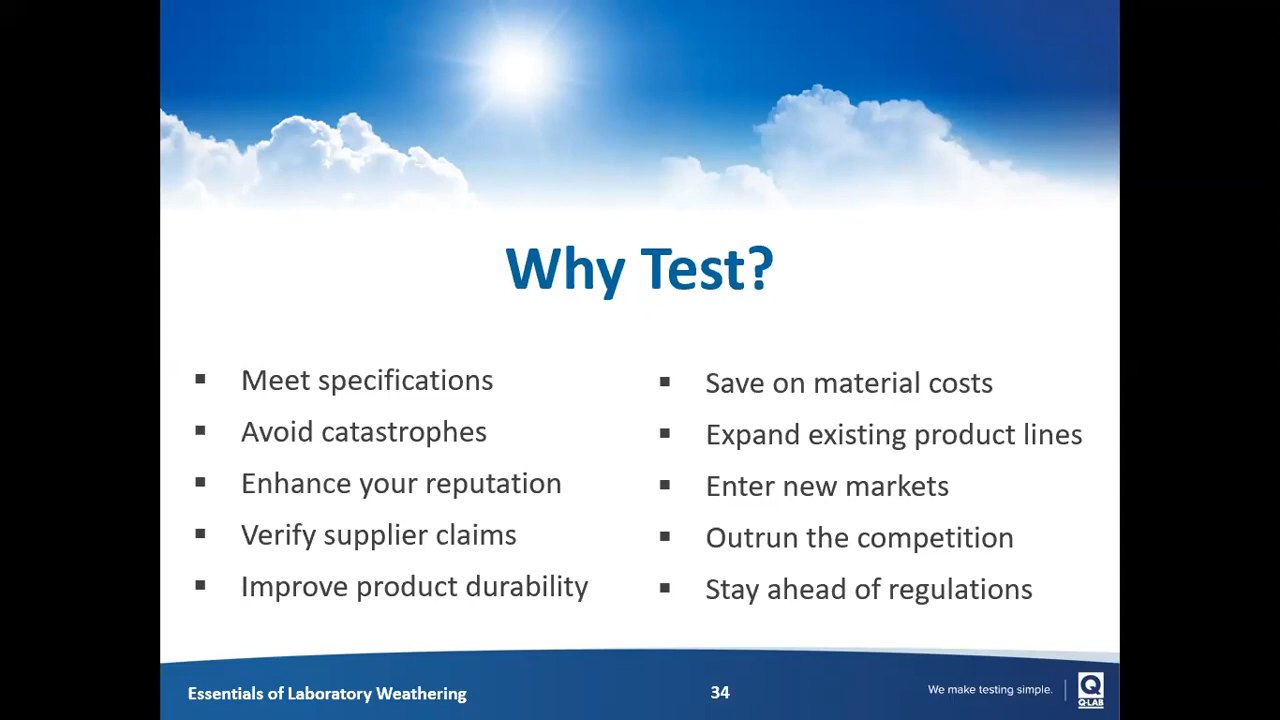 Why Test?
▪ Meet specifications
▪ Avoid catastrophes
▪ Enhance your reputation
▪ Verify supplier claims
▪ Improve product durability
▪ Save on material costs
▪ Expand existing product lines
▪ Enter new markets
▪ Outrun the competition
▪ Stay ahead of regulations
Essentials of Laboratory Weathering
34
We make testing simple.
Q
Q-LAB